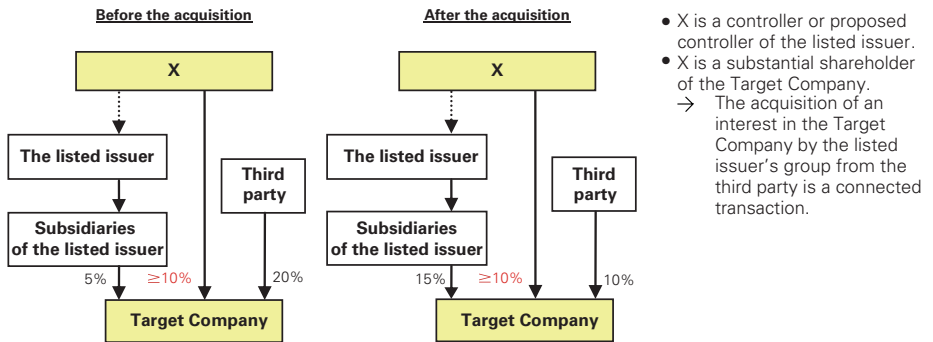 Before the acquisition
X
The listed issuer
Third
party
Subsidiaries
of the listed issuer
5%
≥10%
20%
Target Company
After the acquisition
X
The listed issuer
Third
party
Subsidiaries
of the listed issuer
15%
≥10%
10%
Target Company
• X is a controller or proposed
controller of the listed issuer.
• X is a substantial shareholder
of the Target Company.
→ The acquisition of an
interest in the Target
Company by the listed
issuer's group from the
third party is a connected
transaction.